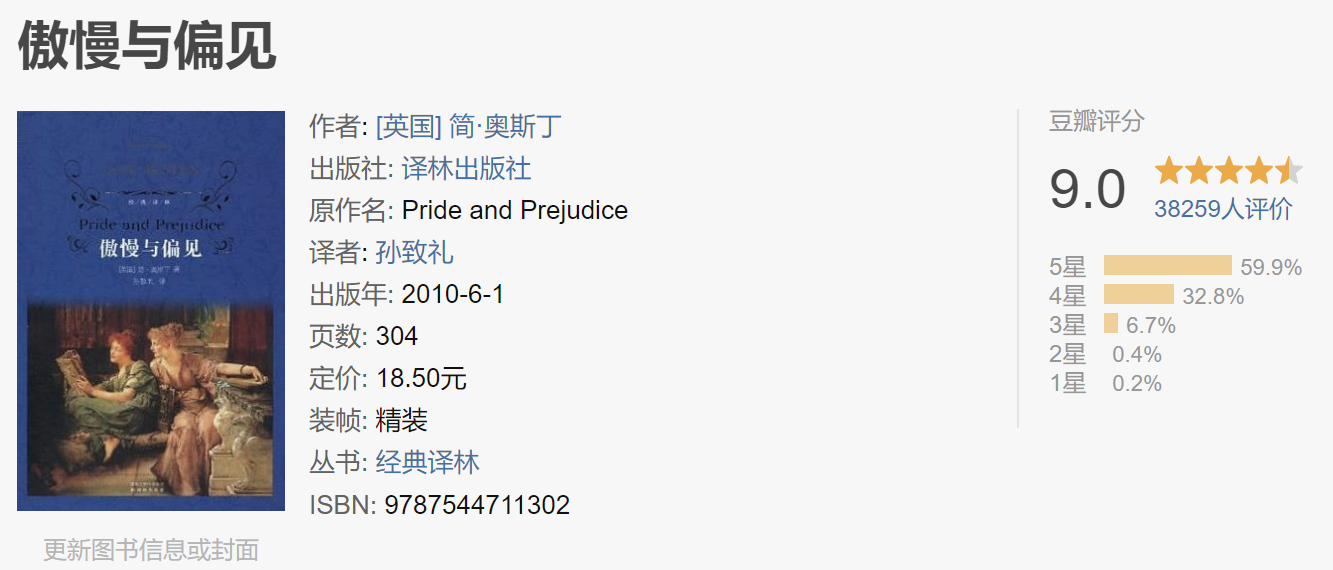 傲慢与偏见
经/典/译/林
Pride and Prejudice
傲慢与偏见
[英国] 简·奥斯丁 著
孙致礼 译
更新图书信息或封面
作者: [英国] 简·奥斯丁
出版社: 译林出版社
原作名: Pride and Prejudice
译者: 孙致礼
出版年: 2010-6-1
页数: 304
定价: 18.50元
装帧: 精装
丛书: 经典译林
ISBN: 9787544711302
豆瓣评分
9.0
38259人评价
5星 59.9%
4星 32.8%
3星 6.7%
2星 0.4%
1星 0.2%